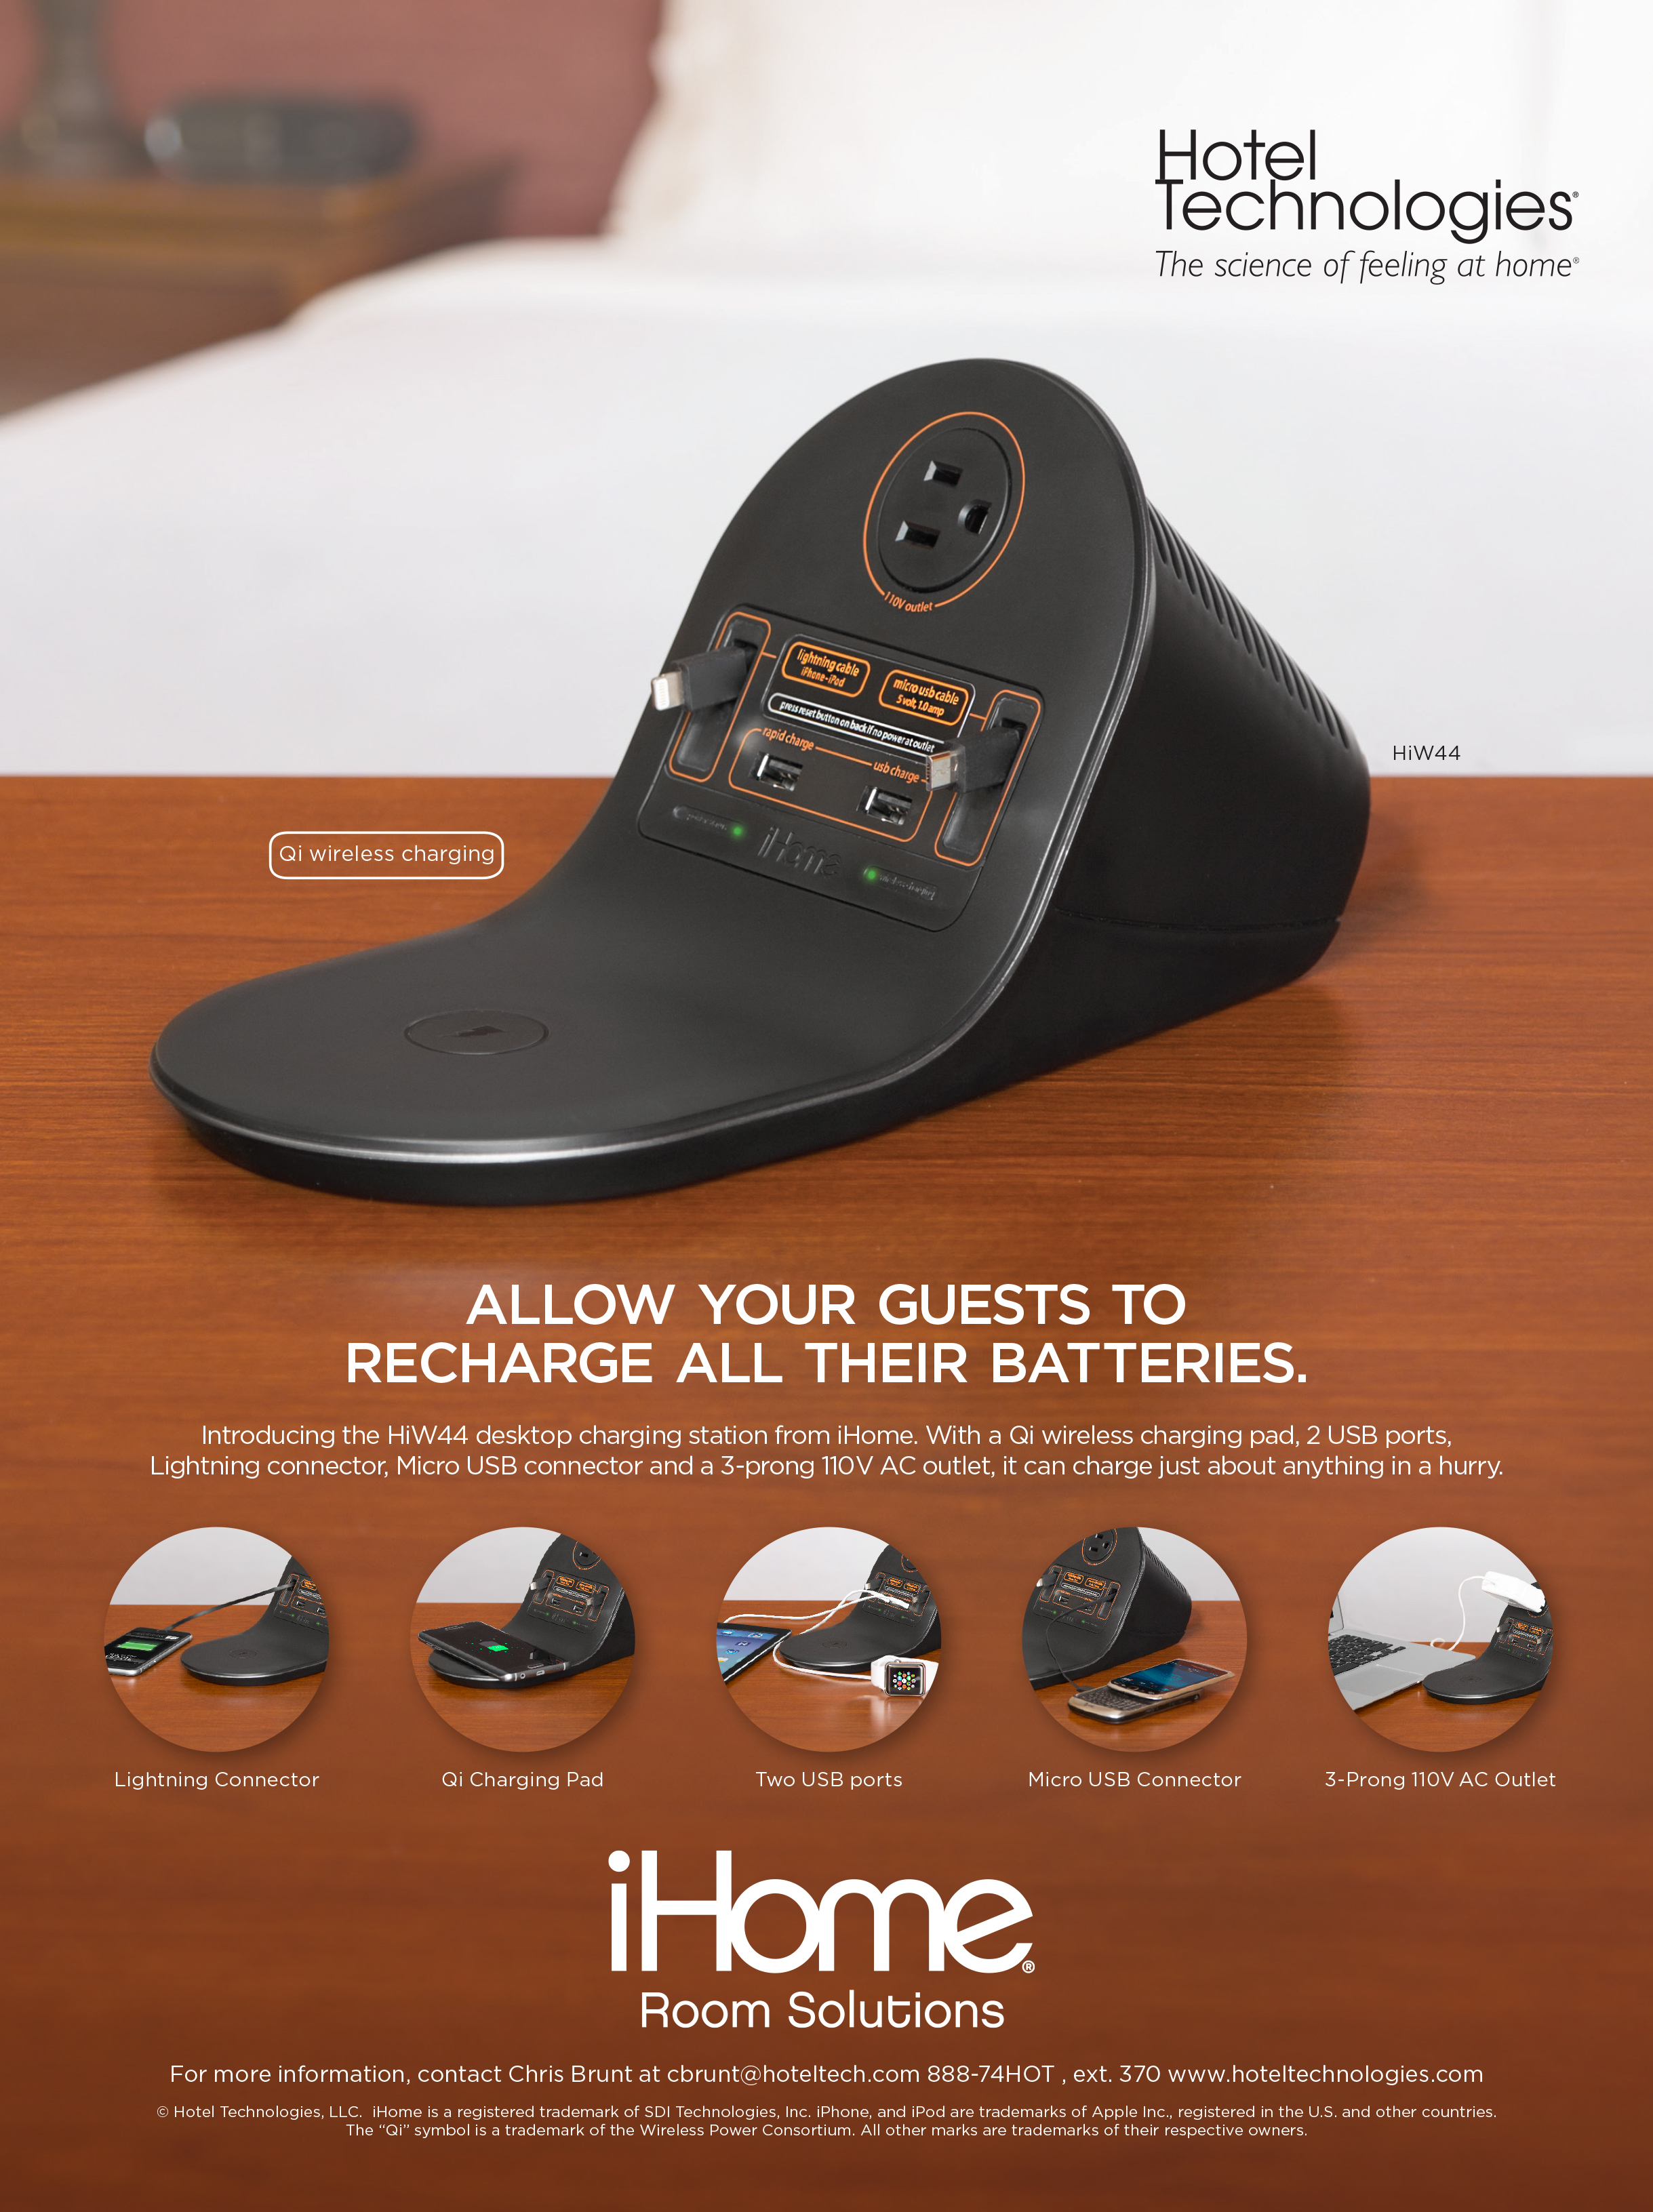 Hotel
Technologies®
The science of feeling at home®
110V outlet
lightning cable
iPhone-iPod
micro usb cable
5 volt, 1.0 amp
press reset button on back if no power at outlet
rapid charge
usb charge
iHome
HiW44
Qi wireless charging
ALLOW YOUR GUESTS TO
RECHARGE ALL THEIR BATTERIES.
Introducing the HiW44 desktop charging station from iHome. With a Qi wireless charging pad, 2 USB ports,
Lightning connector, Micro USB connector and a 3-prong 110V AC outlet, it can charge just about anything in a hurry.
Lightning Connector
Qi Charging Pad
Two USB ports
Micro USB Connector
3-Prong 110V AC Outlet
iHome®
Room Solutions
For more information, contact Chris Brunt at cbrunt@hoteltech.com 888-74HOT , ext. 370 www.hoteltechnologies.com
© Hotel Technologies, LLC. iHome is a registered trademark of SDI Technologies, Inc. iPhone, and iPod are trademarks of Apple Inc., registered in the U.S. and other countries.
The “Qi” symbol is a trademark of the Wireless Power Consortium. All other marks are trademarks of their respective owners.